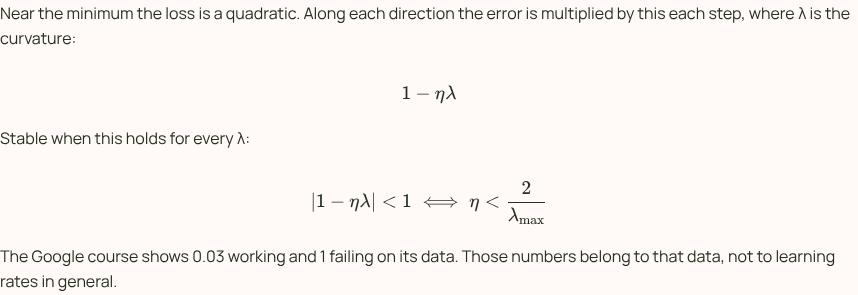 Near the minimum the loss is a quadratic. Along each direction the error is multiplied by this each step, where λ is the
curvature:
1 − ηλ
Stable when this holds for every λ:
|1 − ηλ| < 1 ⟺ η < 2/λmax
The Google course shows 0.03 working and 1 failing on its data. Those numbers belong to that data, not to learning
rates in general.